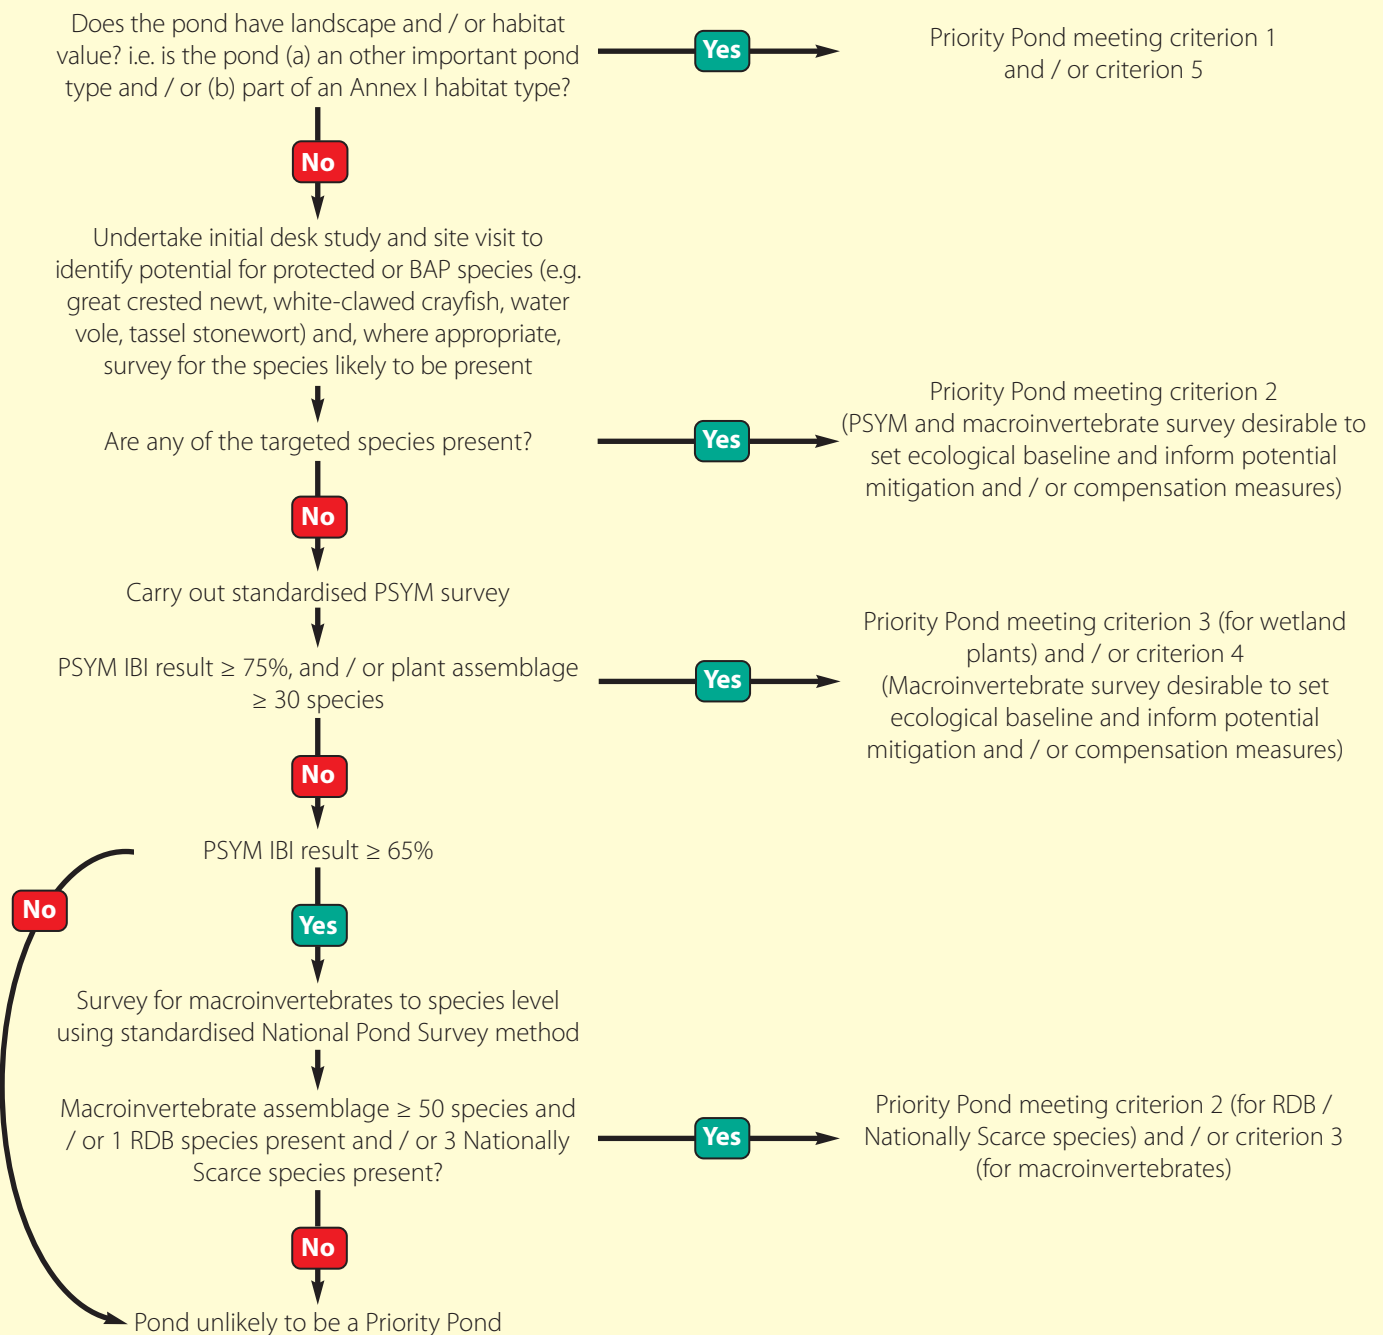 Does the pond have landscape and / or habitat
value? i.e. is the pond (a) an other important pond
type and / or (b) part of an Annex I habitat type?
Yes
Priority Pond meeting criterion 1
and / or criterion 5
No
Undertake initial desk study and site visit to
identify potential for protected or BAP species (e.g.
great crested newt, white-clawed crayfish, water
vole, tassel stonewort) and, where appropriate,
survey for the species likely to be present
Are any of the targeted species present?
Yes
Priority Pond meeting criterion 2
(PSYM and macroinvertebrate survey desirable to
set ecological baseline and inform potential
mitigation and / or compensation measures)
No
Carry out standardised PSYM survey
PSYM IBI result ≥ 75%, and / or plant assemblage
≥ 30 species
Yes
Priority Pond meeting criterion 3 (for wetland
plants) and / or criterion 4
(Macroinvertebrate survey desirable to set
ecological baseline and inform potential
mitigation and / or compensation measures)
No
PSYM IBI result ≥ 65%
No
Yes
Survey for macroinvertebrates to species level
using standardised National Pond Survey method
Macroinvertebrate assemblage ≥ 50 species and
/ or 1 RDB species present and / or 3 Nationally
Scarce species present?
Yes
Priority Pond meeting criterion 2 (for RDB /
Nationally Scarce species) and / or criterion 3
(for macroinvertebrates)
No
Pond unlikely to be a Priority Pond